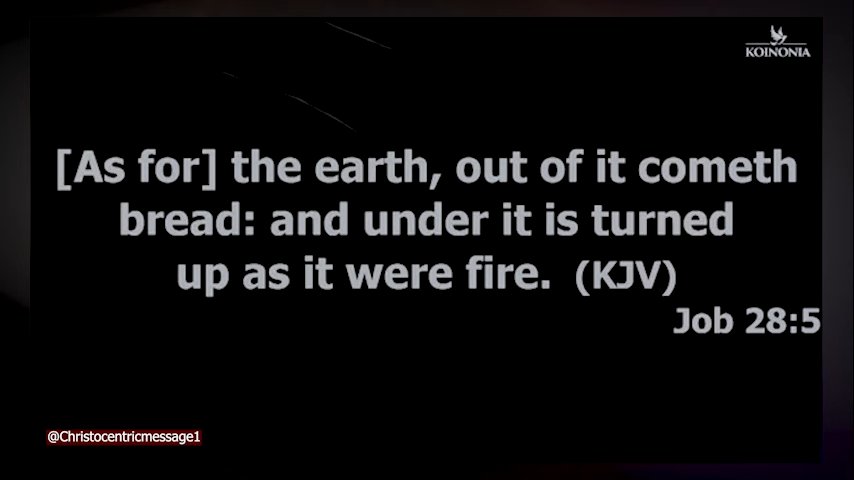 KOINONIA
[As for] the earth, out of it cometh
bread: and under it is turned
up as it were fire. (KJV)
Job 28:5
@Christocentricmessage1